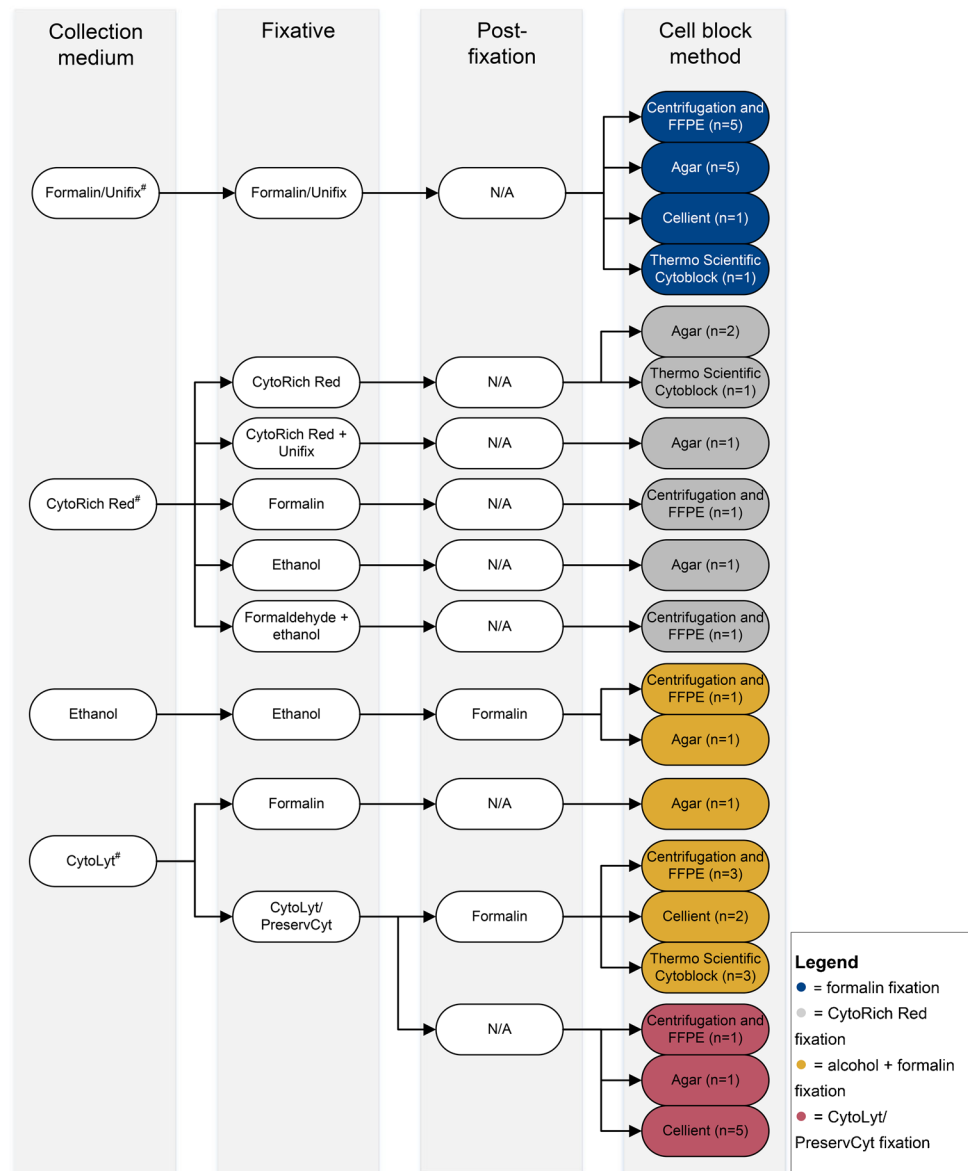 Collection
medium
Fixative
Post-
fixation
Cell block
method
Formalin/Unifix#
Formalin/Unifix
N/A
Centrifugation and
FFPE (n=5)
Agar (n=5)
Cellient (n=1)
Thermo Scientific
Cytoblock (n=1)
CytoRich Red#
CytoRich Red
N/A
Agar (n=2)
Thermo Scientific
Cytoblock (n=1)
CytoRich Red +
Unifix
N/A
Agar (n=1)
Formalin
N/A
Centrifugation and
FFPE (n=1)
Ethanol
N/A
Agar (n=1)
Formaldehyde +
ethanol
N/A
Centrifugation and
FFPE (n=1)
Ethanol
Ethanol
Formalin
Centrifugation and
FFPE (n=1)
Agar (n=1)
CytoLyt#
Formalin
N/A
Agar (n=1)
CytoLyt/
PreservCyt
Formalin
Centrifugation and
FFPE (n=3)
Cellient (n=2)
Thermo Scientific
Cytoblock (n=3)
N/A
Centrifugation and
FFPE (n=1)
Agar (n=1)
Cellient (n=5)
Legend
= formalin fixation
= CytoRich Red
fixation
= alcohol + formalin
fixation
= CytoLyt/
PreservCyt fixation